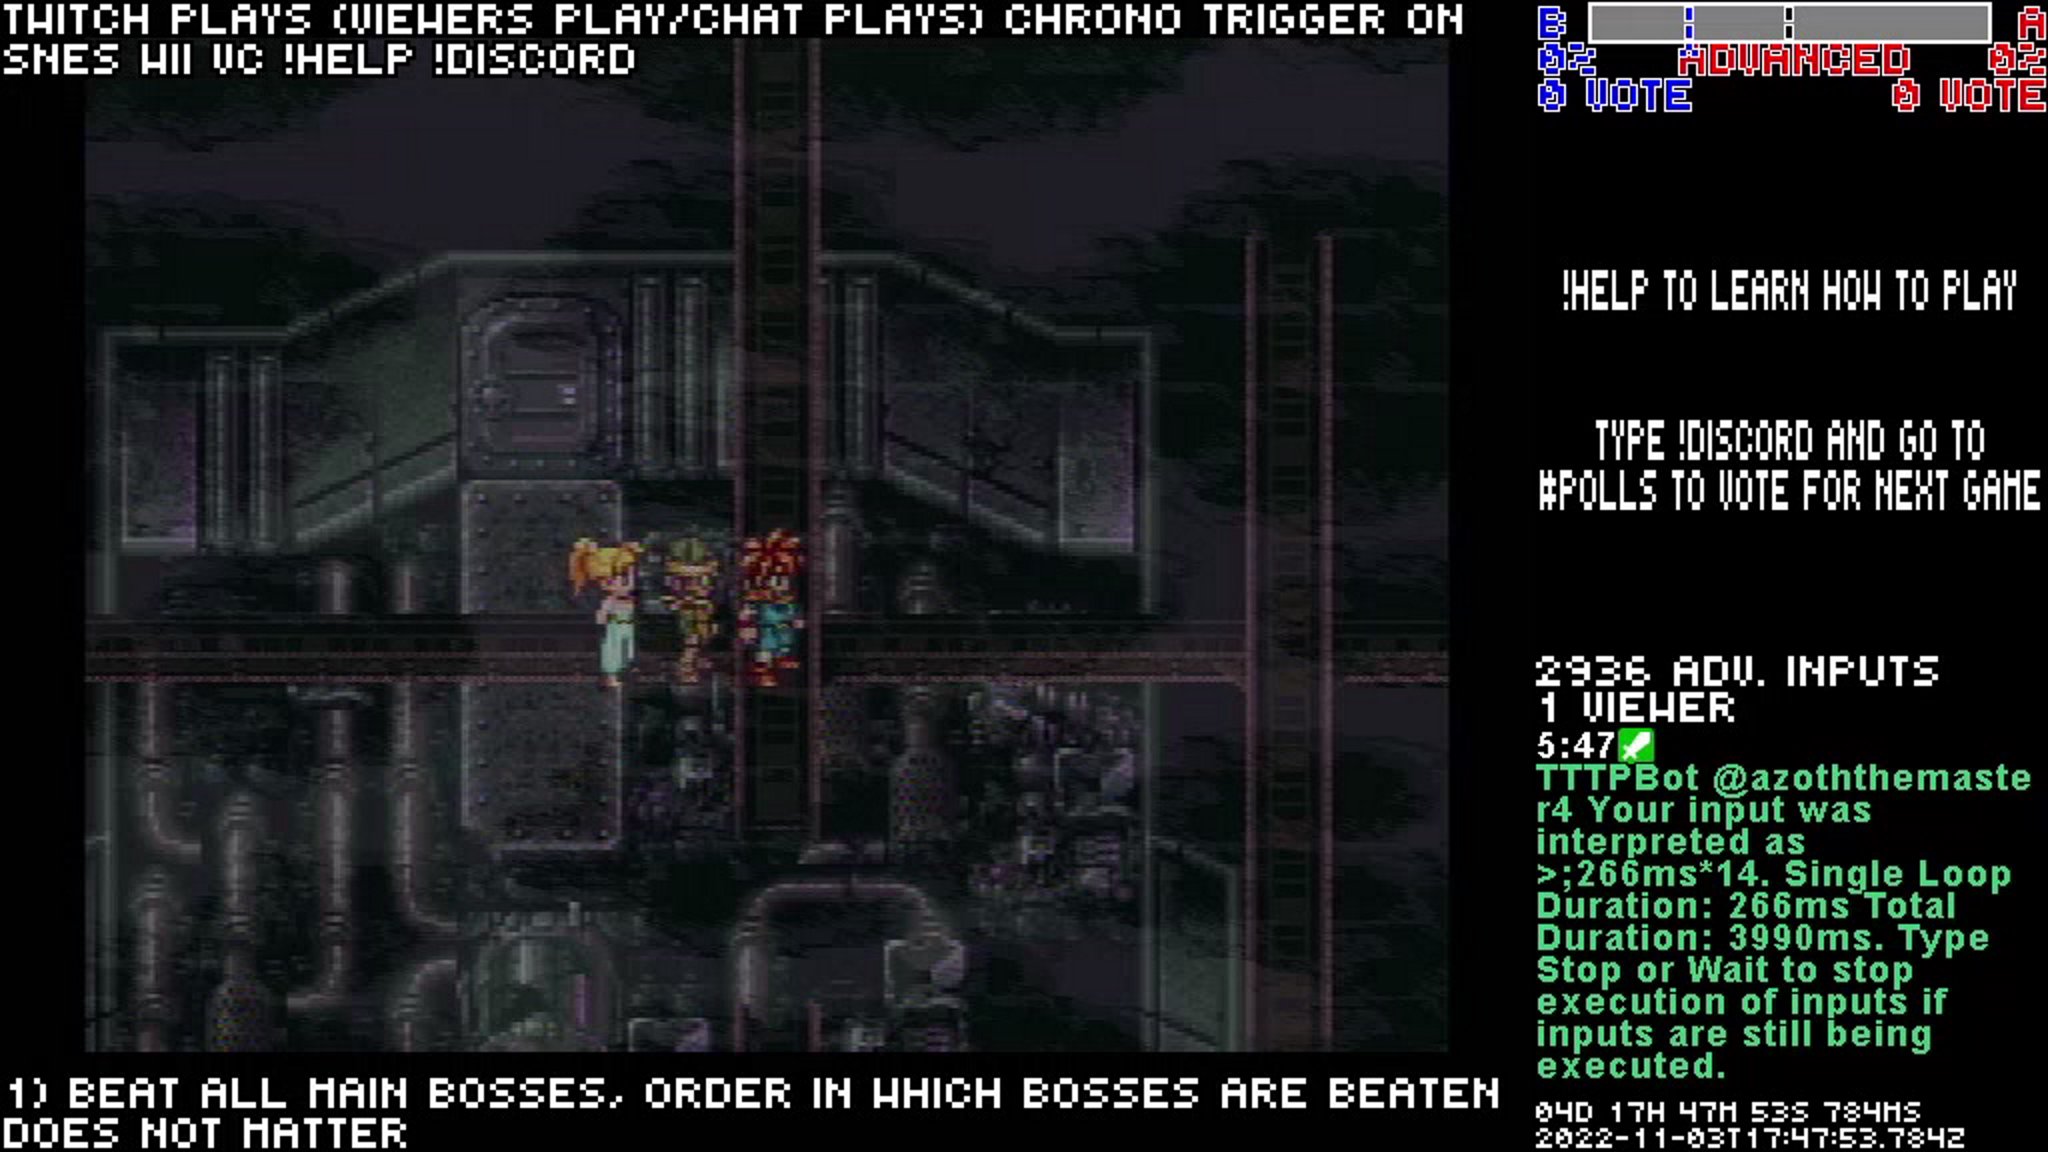 TWITCH PLAYS (VIEWERS PLAY/CHAT PLAYS) CHRONO TRIGGER ON
SNES WII VC !HELP !DISCORD
B A
0% ADVANCED 0%
0 VOTE 0 VOTE
!HELP TO LEARN HOW TO PLAY
TYPE !DISCORD AND GO TO
#POLLS TO VOTE FOR NEXT GAME
2936 ADV. INPUTS
1 VIEWER
5:47
TTTPBot @azoththemaste
r4 Your input was
interpreted as
>;266ms*14. Single Loop
Duration: 266ms Total
Duration: 3990ms. Type
Stop or Wait to stop
execution of inputs if
inputs are still being
executed.
1) BEAT ALL MAIN BOSSES, ORDER IN WHICH BOSSES ARE BEATEN
DOES NOT MATTER
04D 17H 47M 53S 784MS
2022-11-03T17:47:53.784Z